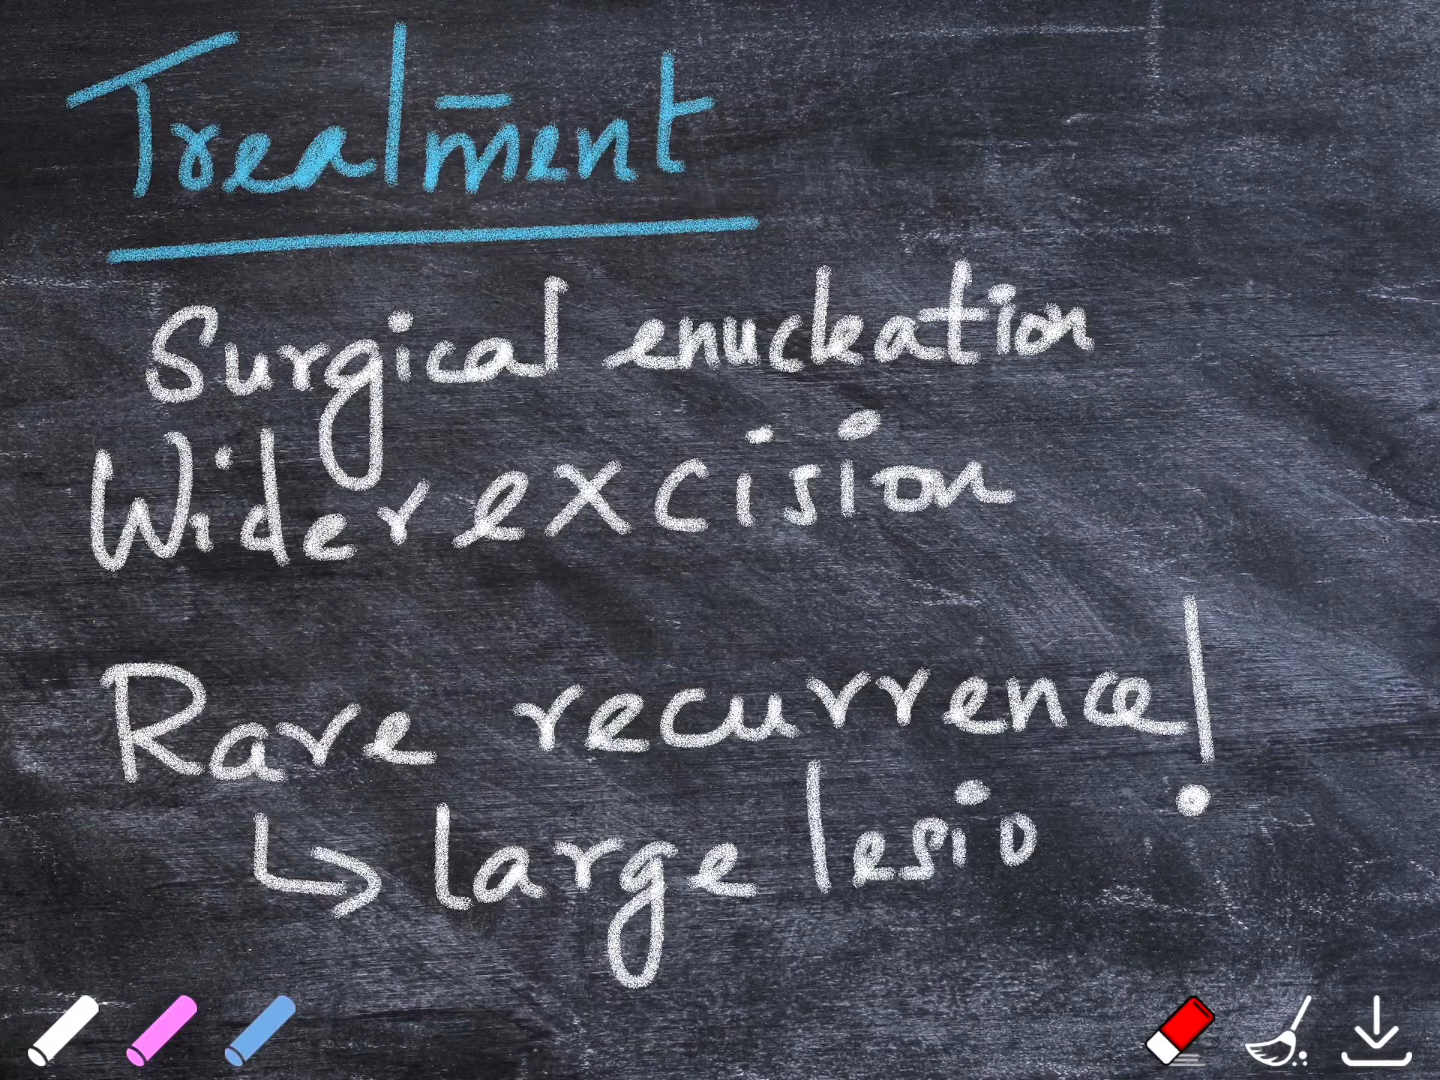 Treatment
Surgical enucleation
Wider excision
Rare recurrence!
↳ large lesio